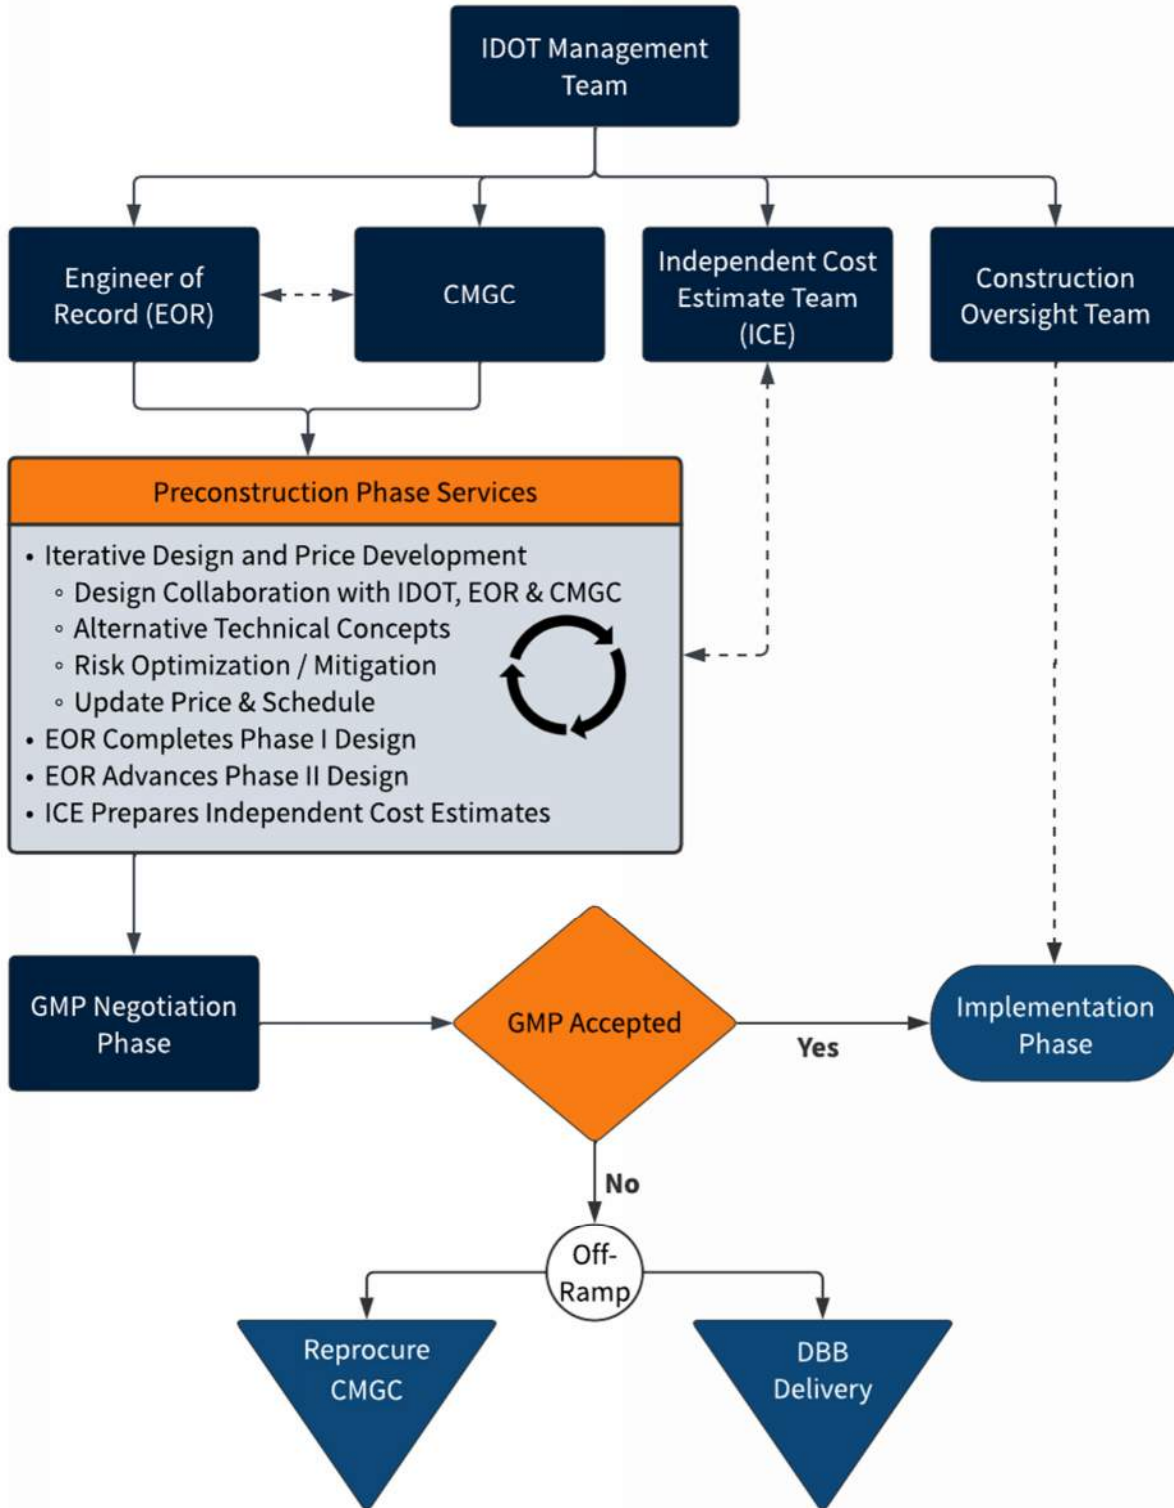 IDOT Management
Team
Engineer of
Record (EOR)
CMGC
Independent Cost
Estimate Team
(ICE)
Construction
Oversight Team
Preconstruction Phase Services
• Iterative Design and Price Development
◦ Design Collaboration with IDOT, EOR & CMGC
◦ Alternative Technical Concepts
◦ Risk Optimization / Mitigation
◦ Update Price & Schedule
• EOR Completes Phase I Design
• EOR Advances Phase II Design
• ICE Prepares Independent Cost Estimates
GMP Negotiation
Phase
GMP Accepted
Yes
Implementation
Phase
No
Off-
Ramp
Reprocure
CMGC
DBB
Delivery